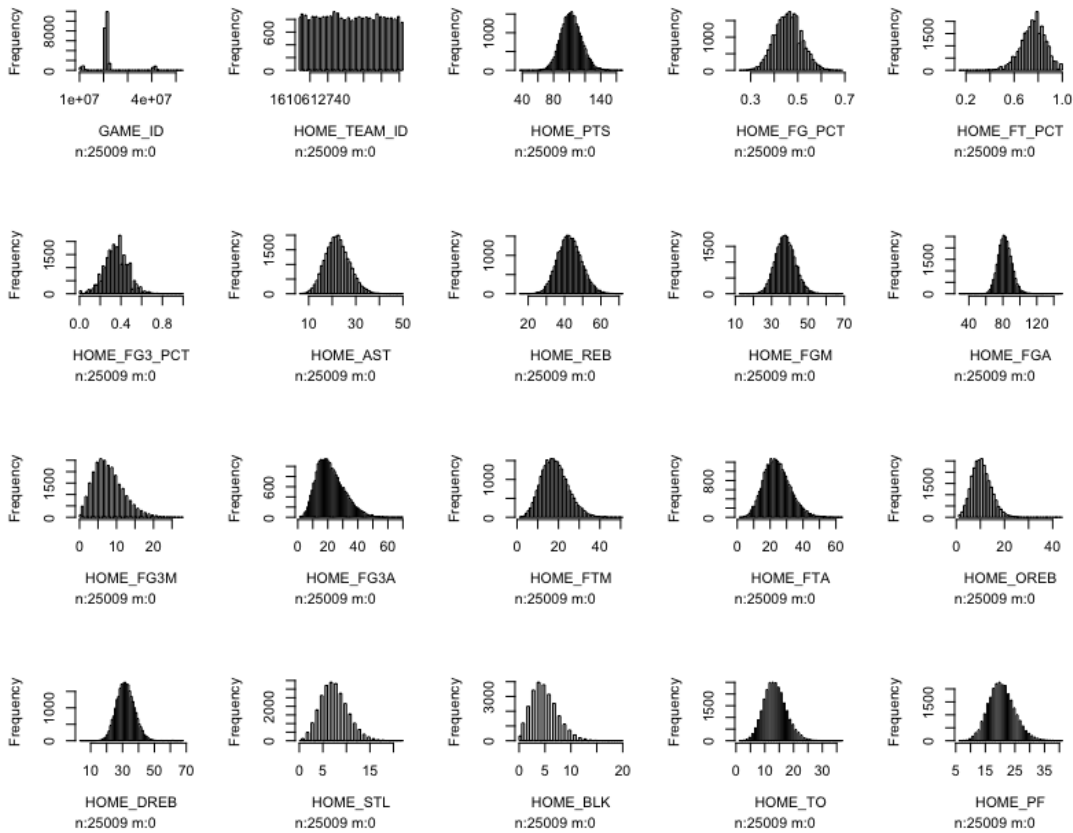 Frequency
0
8000
1e+07 4e+07
GAME_ID
n:25009 m:0
Frequency
0
600
1610612740
HOME_TEAM_ID
n:25009 m:0
Frequency
0
1000
40 80 140
HOME_PTS
n:25009 m:0
Frequency
0
1000
0.3 0.5 0.7
HOME_FG_PCT
n:25009 m:0
Frequency
0
1500
0.2 0.6 1.0
HOME_FT_PCT
n:25009 m:0
Frequency
0
1500
0.0 0.4 0.8
HOME_FG3_PCT
n:25009 m:0
Frequency
0
1500
10 30 50
HOME_AST
n:25009 m:0
Frequency
0
1000
20 40 60
HOME_REB
n:25009 m:0
Frequency
0
1500
10 30 50 70
HOME_FGM
n:25009 m:0
Frequency
0
1500
40 80 120
HOME_FGA
n:25009 m:0
Frequency
0
1500
0 10 20
HOME_FG3M
n:25009 m:0
Frequency
0
600
0 20 40 60
HOME_FG3A
n:25009 m:0
Frequency
0
1000
0 20 40
HOME_FTM
n:25009 m:0
Frequency
0
800
0 20 40 60
HOME_FTA
n:25009 m:0
Frequency
0
1500
0 20 40
HOME_OREB
n:25009 m:0
Frequency
0
1000
10 30 50 70
HOME_DREB
n:25009 m:0
Frequency
0
2000
0 5 15
HOME_STL
n:25009 m:0
Frequency
0
3000
0 5 10 20
HOME_BLK
n:25009 m:0
Frequency
0
1500
0 10 20 30
HOME_TO
n:25009 m:0
Frequency
0
1500
5 15 25 35
HOME_PF
n:25009 m:0